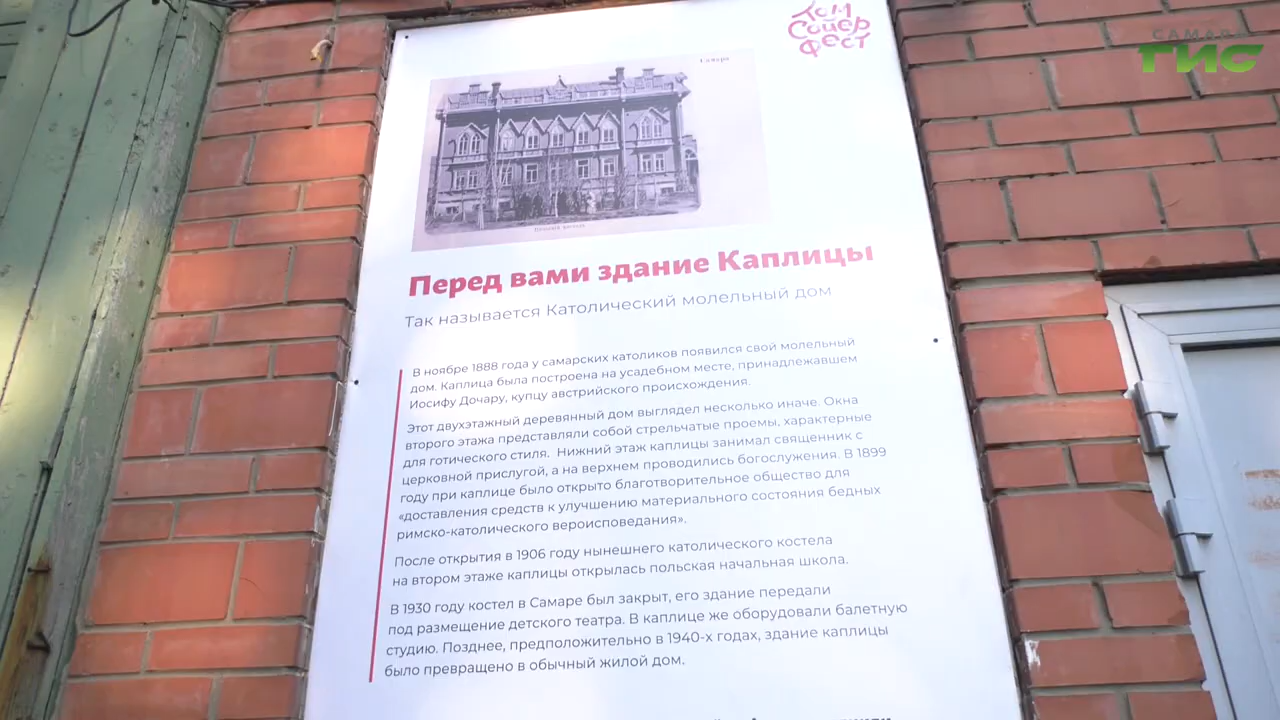 Том
Сойер
Фест
САМАРА
ГИС
Самара
Перед вами здание Каплицы
Так называется Католический молельный дом
В ноябре 1888 года у самарских католиков появился свой молельный
дом. Каплица была построена на усадебном месте, принадлежавшем
Иосифу Дочару, купцу австрийского происхождения.
Этот двухэтажный деревянный дом выглядел несколько иначе. Окна
второго этажа представляли собой стрельчатые проемы, характерные
для готического стиля. Нижний этаж каплицы занимал священник с
церковной прислугой, а на верхнем проводились богослужения. В 1899
году при каплице было открыто благотворительное общество для
«доставления средств к улучшению материального состояния бедных
римско-католического вероисповедания».
После открытия в 1906 году нынешнего католического костела
на втором этаже каплицы открылась польская начальная школа.
В 1930 году костел в Самаре был закрыт, его здание передали
под размещение детского театра. В каплице же оборудовали балетную
студию. Позднее, предположительно в 1940-х годах, здание каплицы
было превращено в обычный жилой дом.